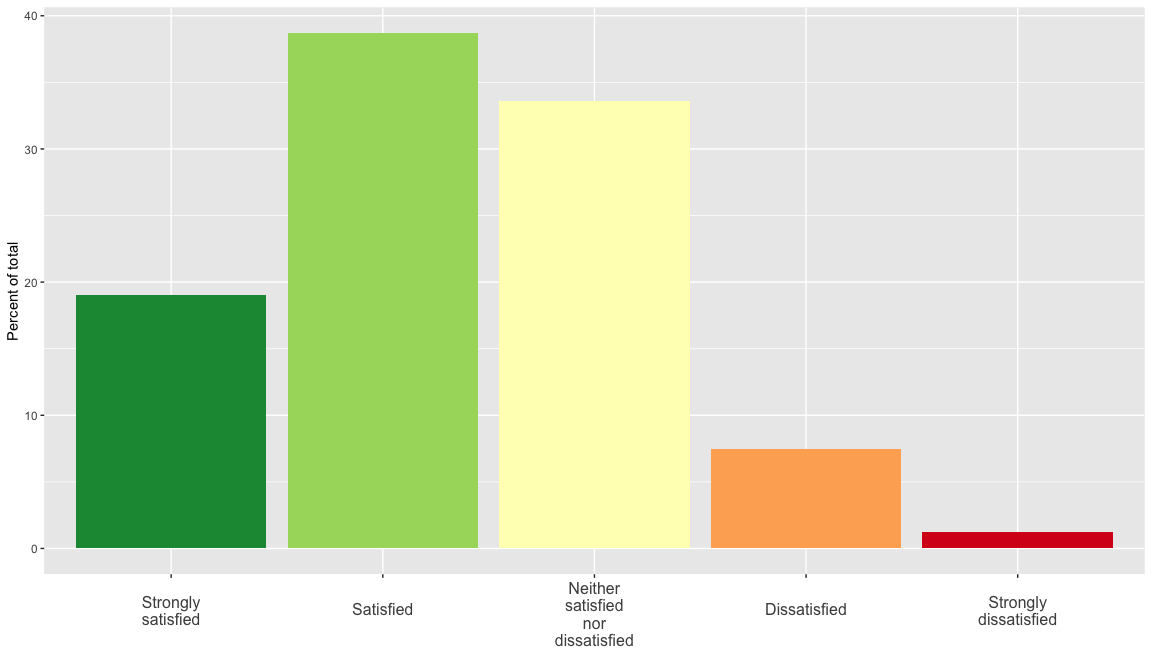 40
30
20
10
0
Percent of total
Strongly
satisfied
Satisfied
Neither
satisfied
nor
dissatisfied
Dissatisfied
Strongly
dissatisfied